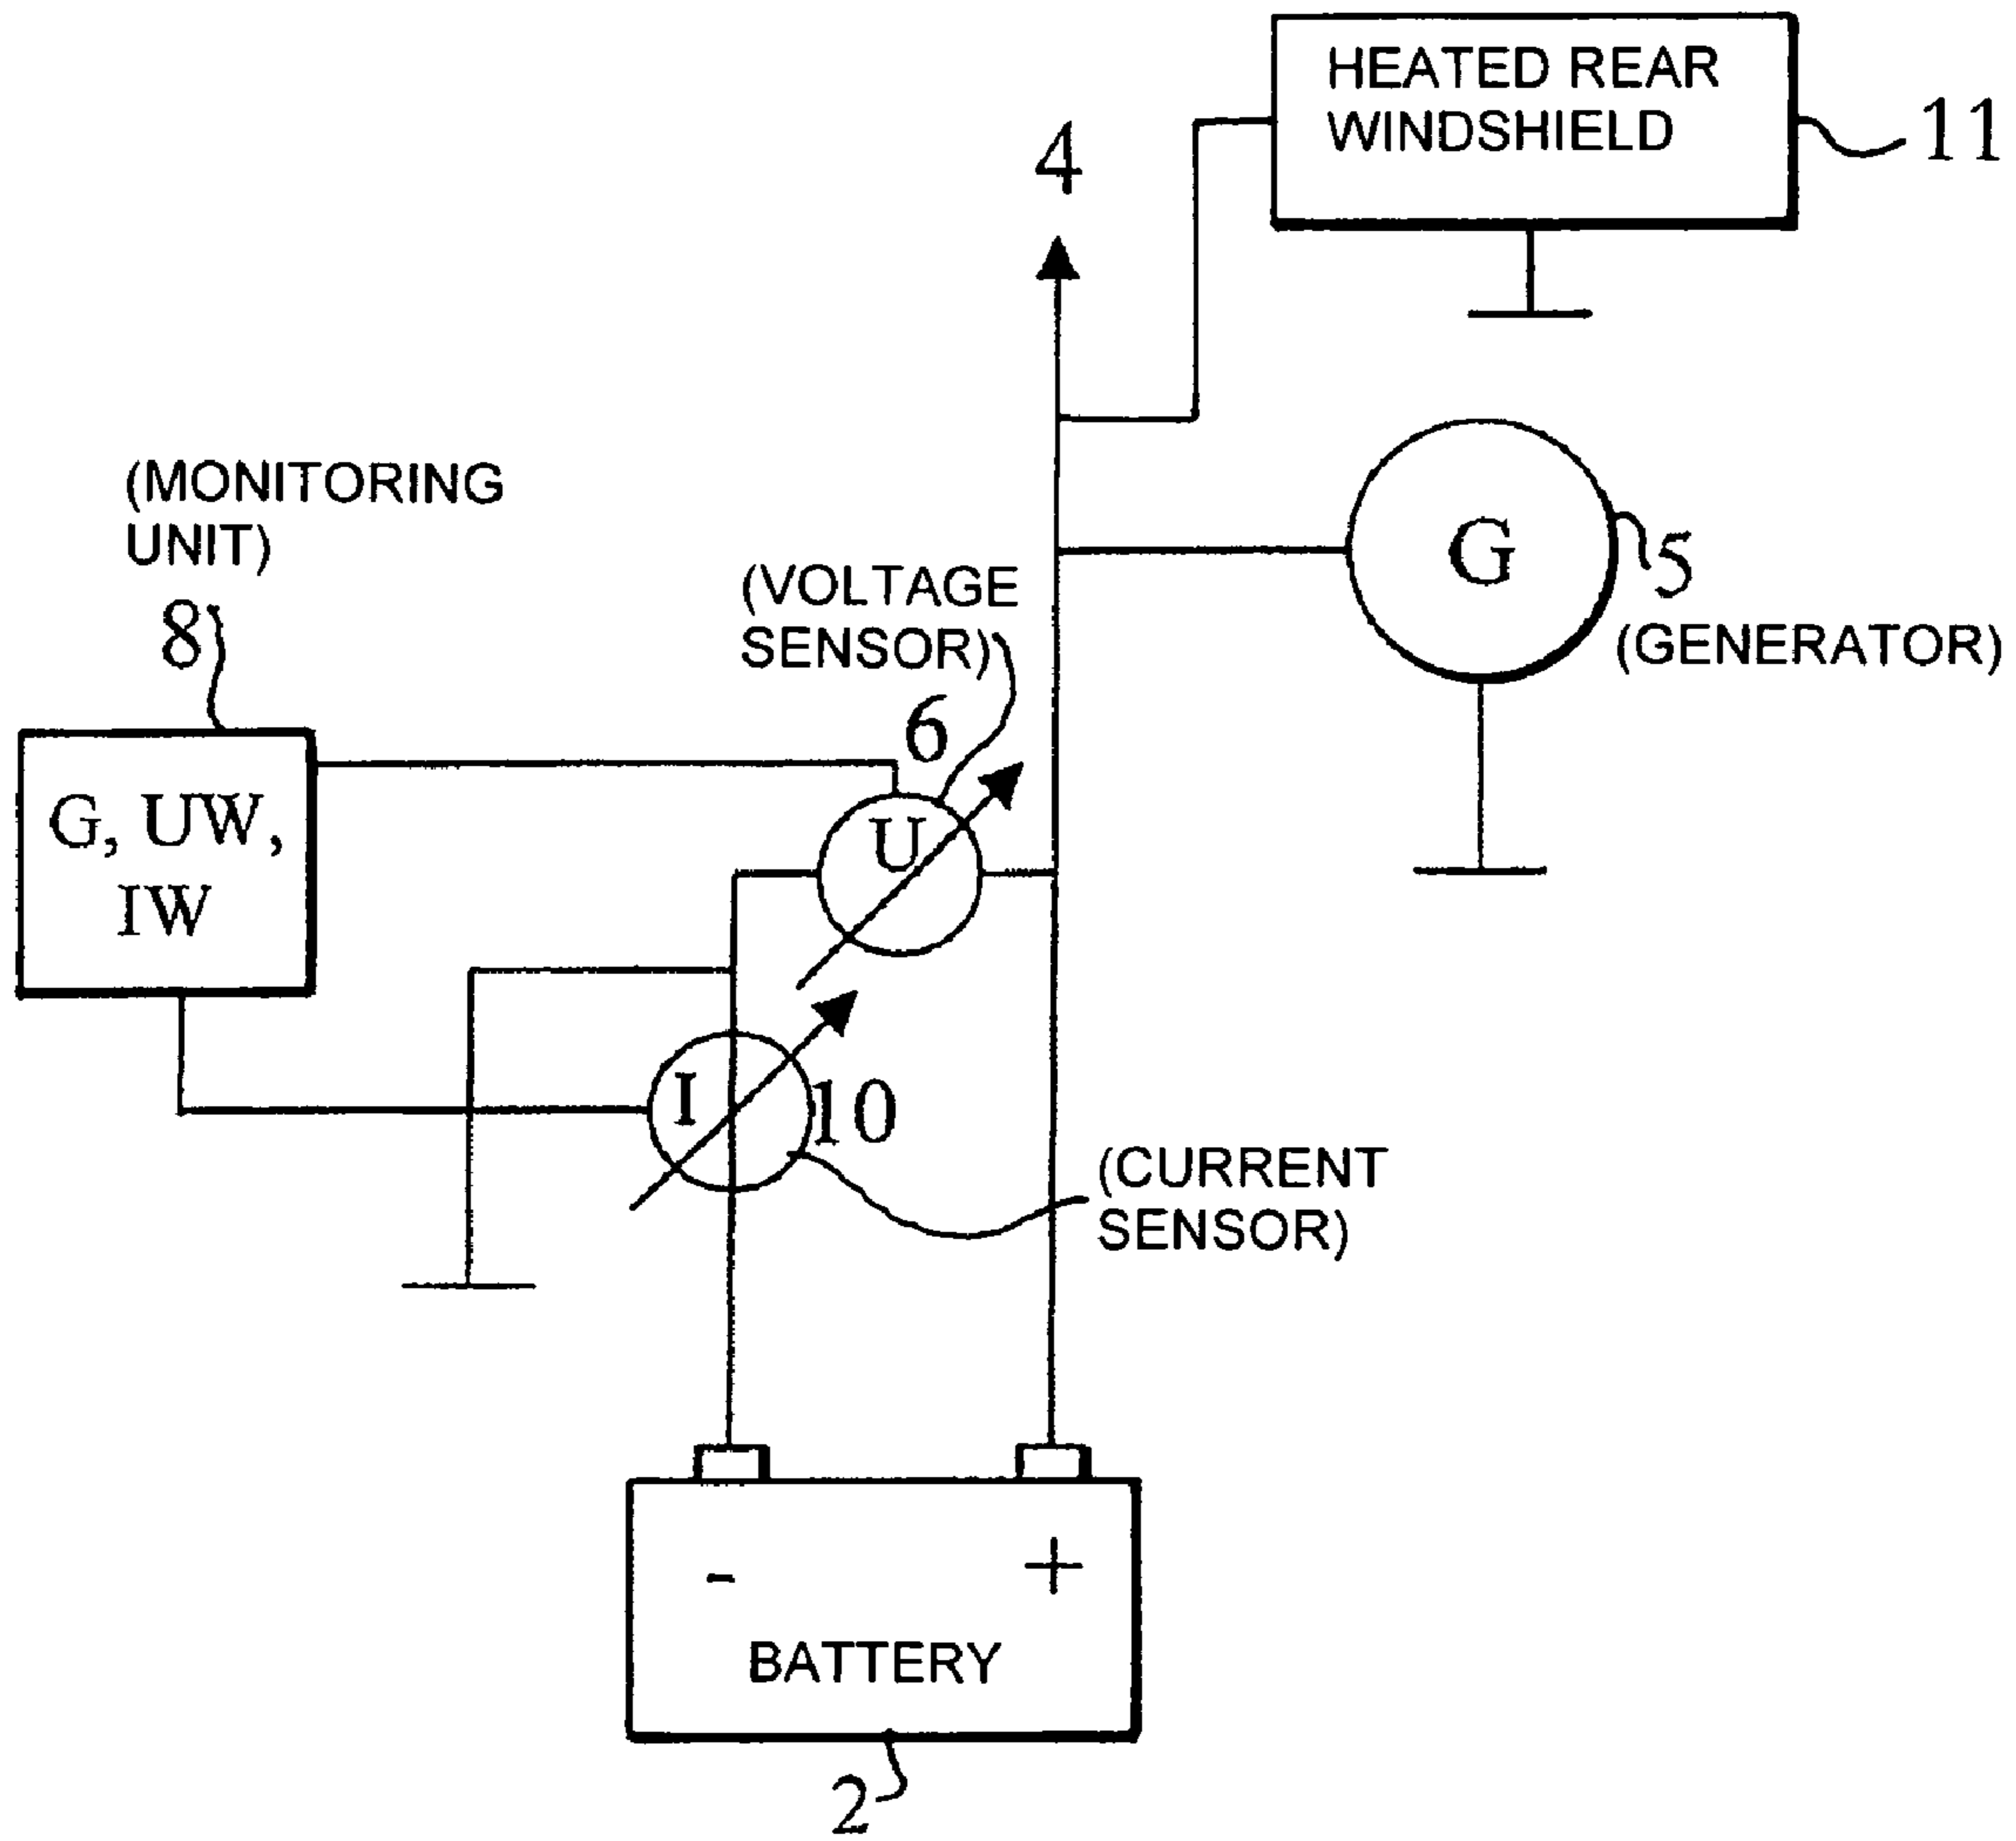 HEATED REAR
WINDSHIELD
11
4
(MONITORING
UNIT)
8
(VOLTAGE
SENSOR)
6
G
5
(GENERATOR)
G, UW,
IW
U
I
10
(CURRENT
SENSOR)
- +
BATTERY
2